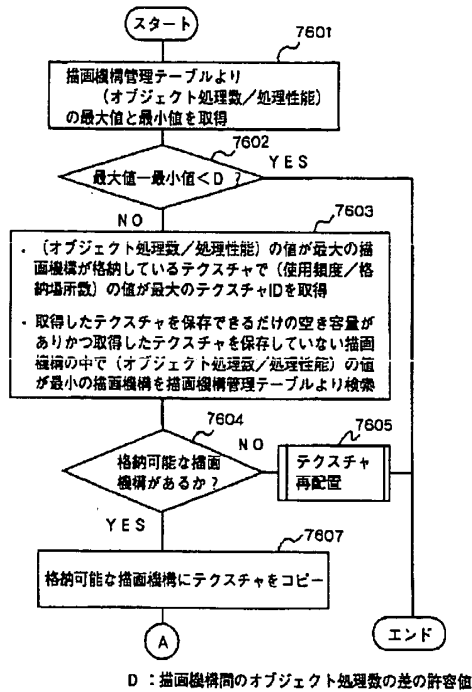 スタート
7601
描画機構管理テーブルより
(オブジェクト処理数/処理性能)
の最大値と最小値を取得
7602
最大値ー最小値<D ?
YES
NO
7603
・(オブジェクト処理数/処理性能)の値が最大の描
画機構が格納しているテクスチャで(使用頻度/格
納場所数)の値が最大のテクスチャIDを取得
・取得したテクスチャを保存できるだけの空き容量が
ありかつ取得したテクスチャを保存していない描画
機構の中で(オブジェクト処理数/処理性能)の値
が最小の描画機構を描画機構管理テーブルより検索
7604
格納可能な描画
機構があるか?
NO
7605
テクスチャ
再配置
YES
7607
格納可能な描画機構にテクスチャをコピー
A
エンド
D :描画機構間のオブジェクト処理数の差の許容値